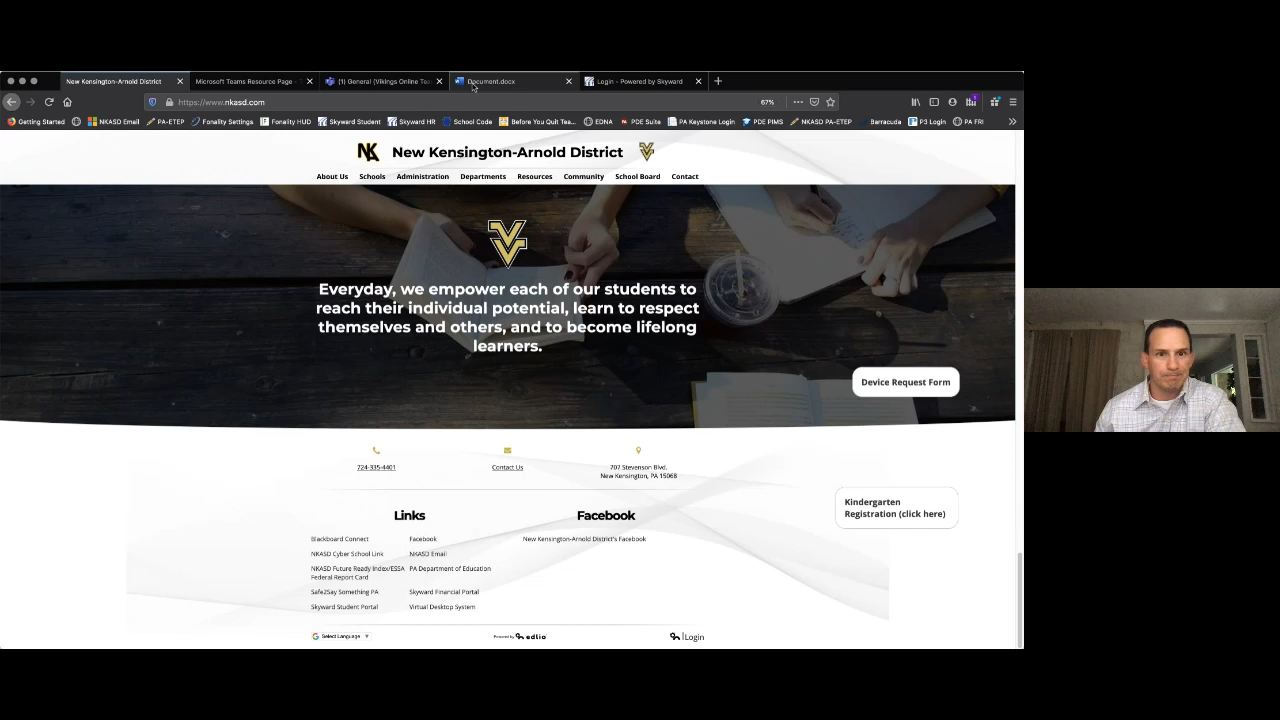 New Kensington-Arnold District
Microsoft Teams Resource Page -
(1) General (Vikings Online Te
Document.docx
Login - Powered by Skyward
https://www.nkasd.com
67%
Getting Started
NKASD Email
PA-ETEP
Fonality Settings
Fonality HUD
Skyward Student
Skyward HR
School Code
Before You Quit Tea...
EDNA
PDE Suite
PA Keystone Login
PDE PIMS
NKASD PA-ETEP
Barracuda
P3 Login
PA FRI
NK
New Kensington-Arnold District
About Us
Schools
Administration
Departments
Resources
Community
School Board
Contact
Everyday, we empower each of our students to
reach their individual potential, learn to respect
themselves and others, and to become lifelong
learners.
Device Request Form
724-335-4401
Contact Us
707 Stevenson Blvd.
New Kensington, PA 15068
Kindergarten
Registration (click here)
Links
Facebook
Blackboard Connect
Facebook
New Kensington-Arnold District's Facebook
NKASD Cyber School Link
NKASD Email
NKASD Future Ready Index/ESSA
Federal Report Card
PA Department of Education
Safe2Say Something PA
Skyward Financial Portal
Skyward Student Portal
Virtual Desktop System
Select Language
Powered by edlio
Login